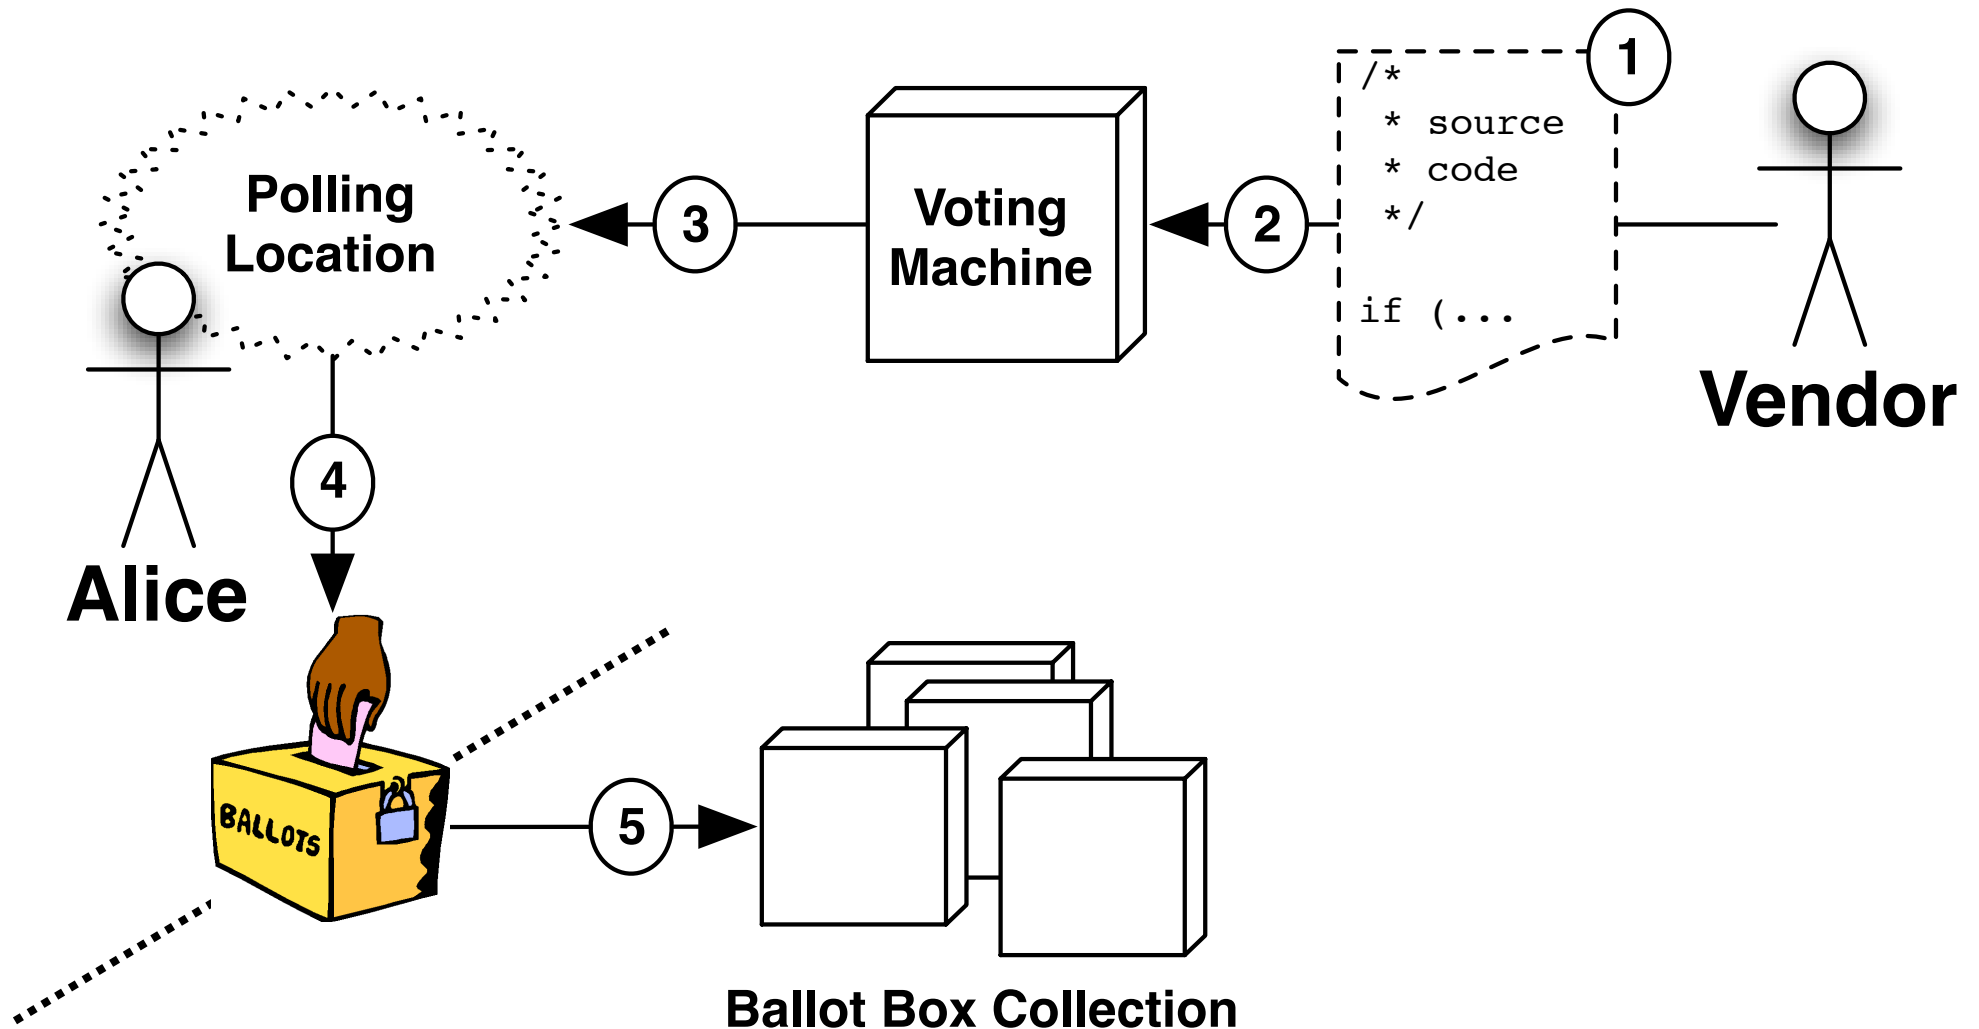 1
/*
* source
* code
*/
if (...
Vendor
2
Voting
Machine
3
Polling
Location
Alice
4
BALLOTS
5
Ballot Box Collection